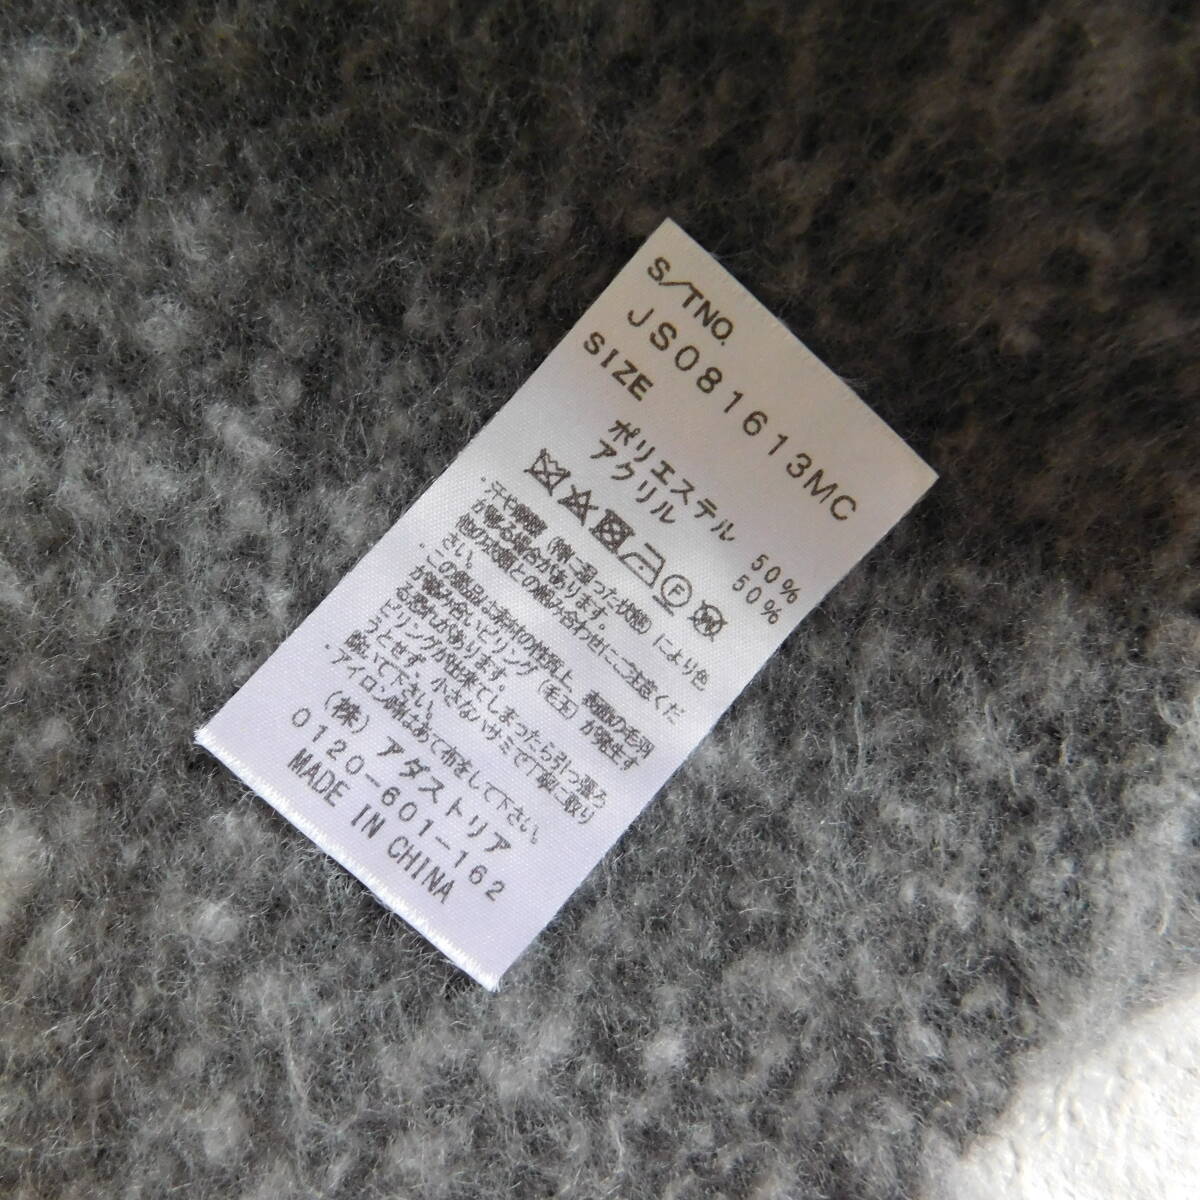 S/TNO.
JS081613MC
SIZE
ポリエステル 50%
アクリル 50%
F W
・汗や摩擦(特に湿った状態)により色
が移る場合があります。
他の衣類との組み合わせにご注意くだ
さい。
・この商品は素材の性質上、表面の毛羽
が絡み合いピリング(毛玉)が発生す
る恐れがあります。
ピリングが出来てしまったら引っ張ろ
うとせず、小さなハサミで丁寧に取り
除いて下さい。
・アイロン時はあて布をして下さい。
(株)アダストリア
0120-601-162
MADE IN CHINA